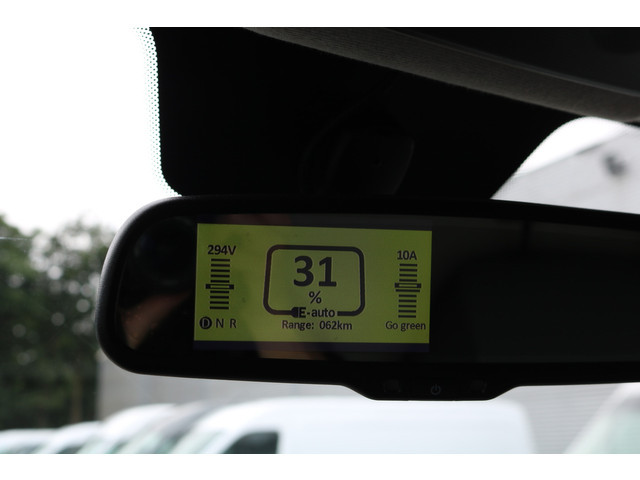 294V
31
10A
%
E-auto
D N R
Range: 062km
Go green